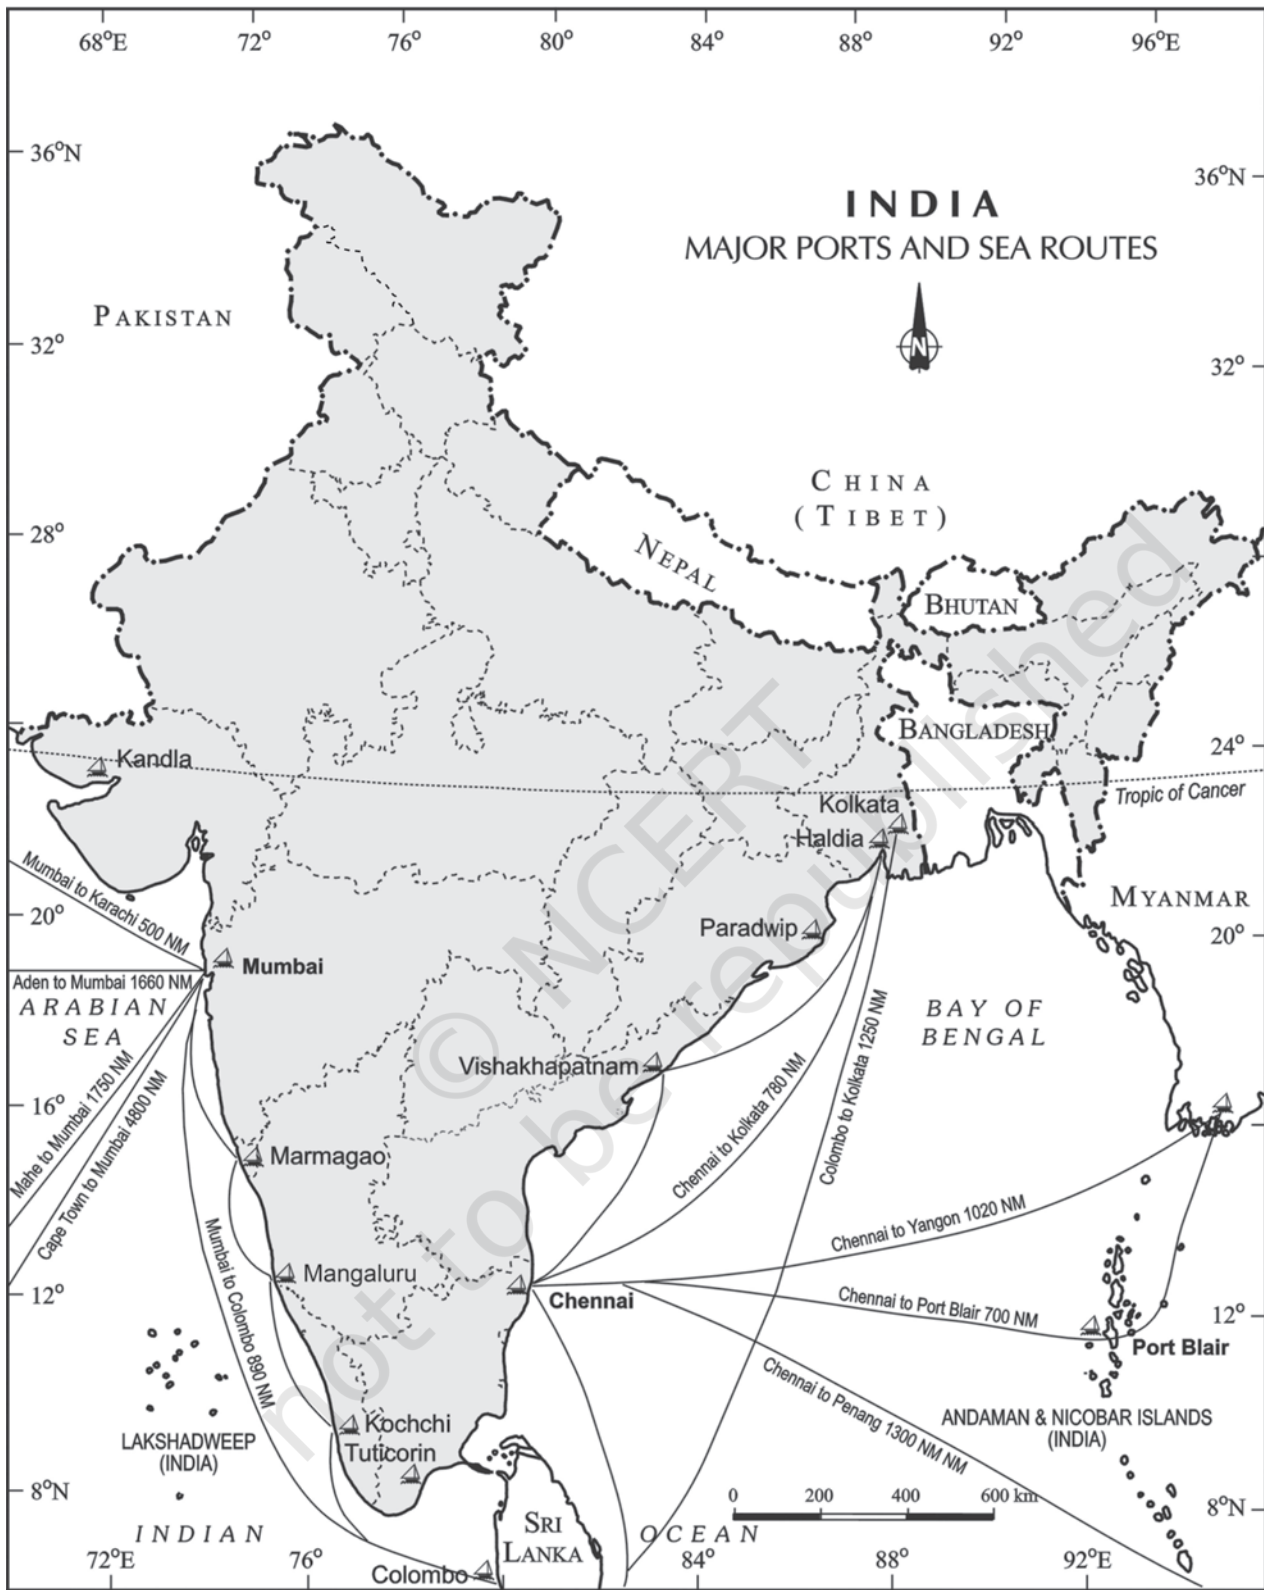 68°E 72° 76° 80° 84° 88° 92° 96°E
36°N
36°N
INDIA
MAJOR PORTS AND SEA ROUTES
N
PAKISTAN
32°
32°
CHINA
(TIBET)
28°
NEPAL
BHUTAN
BANGLADESH
24°
Kandla
Tropic of Cancer
Kolkata
Haldia
MYANMAR
Mumbai to Karachi 500 NM
20°
20°
Paradwip
Mumbai
Aden to Mumbai 1660 NM
ARABIAN
SEA
BAY OF
BENGAL
Mahe to Mumbai 1750 NM
Cape Town to Mumbai 4800 NM
Vishakhapatnam
Chennai to Kolkata 780 NM
Colombo to Kolkata 1250 NM
16°
Marmagao
Mumbai to Colombo 890 NM
Chennai to Yangon 1020 NM
Mangaluru
12°
Chennai
Chennai to Port Blair 700 NM
12°
Port Blair
Chennai to Penang 1300 NM NM
Kochchi
Tuticorin
LAKSHADWEEP
(INDIA)
ANDAMAN & NICOBAR ISLANDS
(INDIA)
8°N
0 200 400 600 km
8°N
INDIAN
OCEAN
SRI
LANKA
Colombo
72°E 76° 84° 88° 92°E
© NCERT
not to be republished